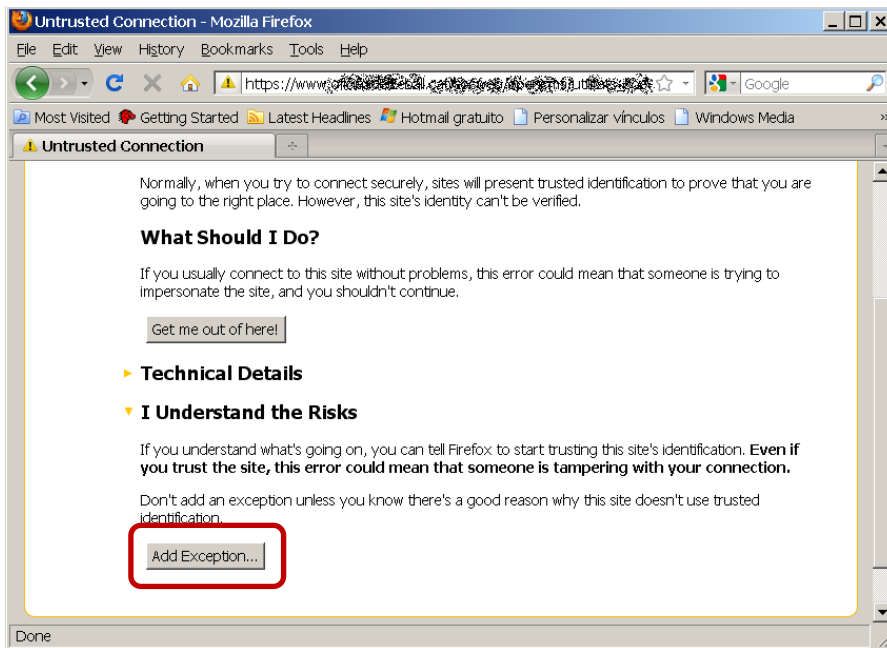 Untrusted Connection - Mozilla Firefox
File Edit View History Bookmarks Tools Help
https://www. Google
Most Visited Getting Started Latest Headlines Hotmail gratuito Personalizar vínculos Windows Media »
Untrusted Connection
Normally, when you try to connect securely, sites will present trusted identification to prove that you are
going to the right place. However, this site's identity can't be verified.
What Should I Do?
If you usually connect to this site without problems, this error could mean that someone is trying to
impersonate the site, and you shouldn't continue.
Get me out of here!
Technical Details
I Understand the Risks
If you understand what's going on, you can tell Firefox to start trusting this site's identification. Even if
you trust the site, this error could mean that someone is tampering with your connection.
Don't add an exception unless you know there's a good reason why this site doesn't use trusted
identification.
Add Exception...
Done